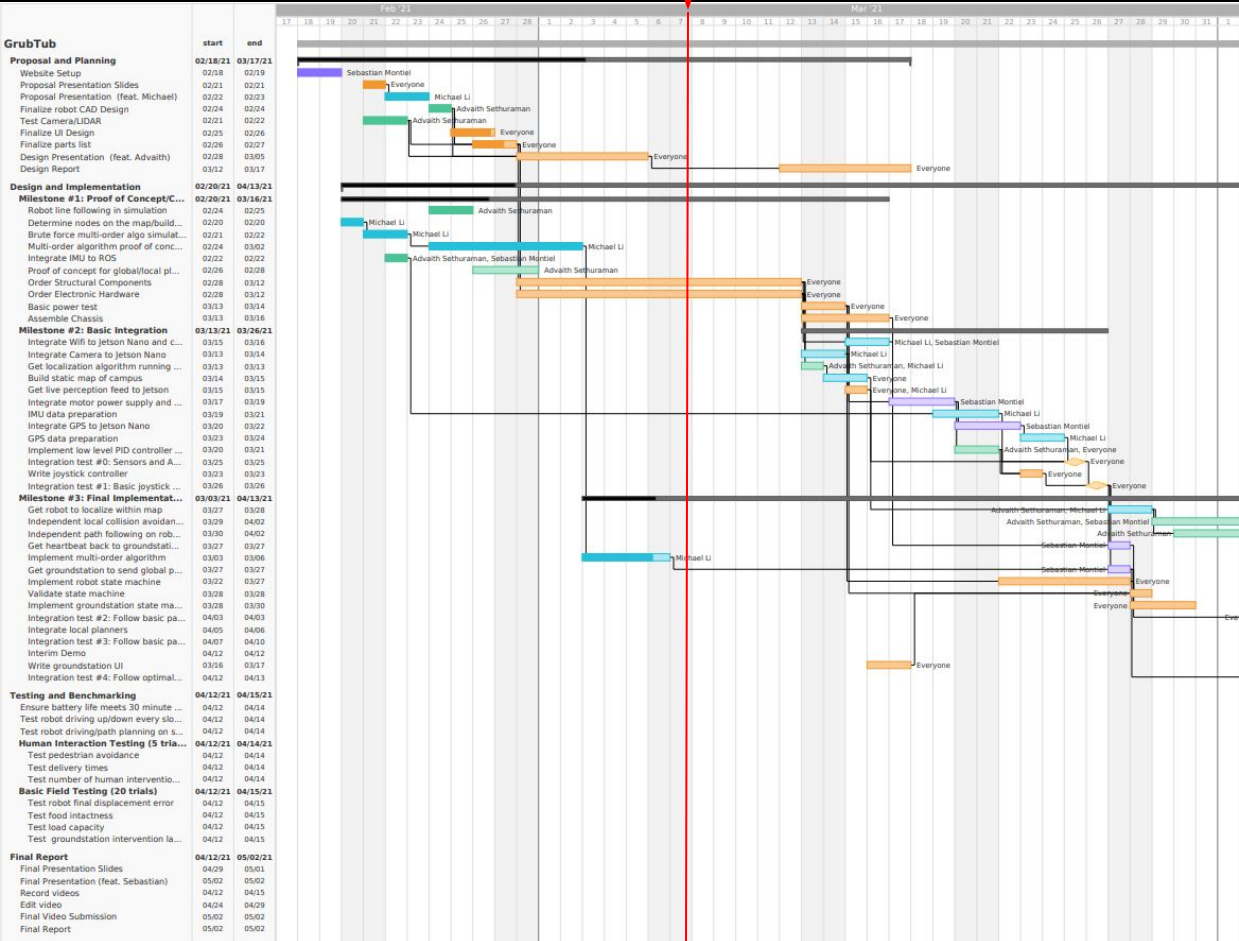 Feb '21 Mar '21
17 18 19 20 21 22 23 24 25 26 27 28 1 2 3 4 5 6 7 8 9 10 11 12 13 14 15 16 17 18 19 20 21 22 23 24 25 26 27 28 29 30 31 1
GrubTub start end
Proposal and Planning 02/18/21 03/17/21
Website Setup 02/18 02/19 Sebastian Montiel
Proposal Presentation Slides 02/21 02/21 Everyone
Proposal Presentation (feat. Michael) 02/22 02/23 Michael Li
Finalize robot CAD Design 02/24 02/24 Advaith Sethuraman
Test Camera/LIDAR 02/21 02/22 Advaith Sethuraman
Finalize UI Design 02/25 02/26 Everyone
Finalize parts list 02/26 02/27 Everyone
Design Presentation (feat. Advaith) 02/28 03/05 Everyone
Design Report 03/12 03/17 Everyone
Design and Implementation 02/20/21 04/13/21
Milestone #1: Proof of Concept/C... 02/20/21 03/16/21
Robot line following in simulation 02/24 02/25 Advaith Sethuraman
Determine nodes on the map/build... 02/20 02/20 Michael Li
Brute force multi-order algo simulat... 02/21 02/22 Michael Li
Multi-order algorithm proof of conc... 02/24 03/02 Michael Li
Integrate IMU to ROS 02/22 02/22 Advaith Sethuraman, Sebastian Montiel
Proof of concept for global/local pl... 02/26 02/28 Advaith Sethuraman
Order Structural Components 02/28 03/12 Everyone
Order Electronic Hardware 02/28 03/12 Everyone
Basic power test 03/13 03/14 Everyone
Assemble Chassis 03/13 03/16 Everyone
Milestone #2: Basic Integration 03/13/21 03/26/21
Integrate Wifi to Jetson Nano and c... 03/15 03/16 Michael Li, Sebastian Montiel
Integrate Camera to Jetson Nano 03/13 03/14 Michael Li
Get localization algorithm running ... 03/13 03/13 Advaith Sethuraman, Michael Li
Build static map of campus 03/14 03/15 Everyone
Get live perception feed to Jetson 03/15 03/15 Everyone, Michael Li
Integrate motor power supply and ... 03/17 03/19 Sebastian Montiel
IMU data preparation 03/19 03/21 Michael Li
Integrate GPS to Jetson Nano 03/20 03/22 Sebastian Montiel
GPS data preparation 03/23 03/24 Michael Li
Implement low level PID controller ... 03/20 03/21 Advaith Sethuraman, Everyone
Integration test #0: Sensors and A... 03/25 03/25 Everyone
Write joystick controller 03/23 03/23 Everyone
Integration test #1: Basic joystick ... 03/26 03/26 Everyone
Milestone #3: Final Implementat... 03/03/21 04/13/21
Get robot to localize within map 03/27 03/28 Advaith Sethuraman, Michael Li
Independent local collision avoidan... 03/29 04/02 Advaith Sethuraman, Sebastian Montiel
Independent path following on rob... 03/30 04/02 Advaith Sethuraman
Get heartbeat back to groundstati... 03/27 03/27 Sebastian Montiel
Implement multi-order algorithm 03/03 03/06 Michael Li
Get groundstation to send global p... 03/27 03/27 Sebastian Montiel
Implement robot state machine 03/22 03/27 Everyone
Validate state machine 03/28 03/28 Everyone
Implement groundstation state ma... 03/28 03/30 Everyone
Integration test #2: Follow basic pa... 04/03 04/03
Integrate local planners 04/05 04/06
Integration test #3: Follow basic pa... 04/07 04/10
Interim Demo 04/12 04/12
Write groundstation UI 03/16 03/17 Everyone
Integration test #4: Follow optimal... 04/12 04/13
Testing and Benchmarking 04/12/21 04/15/21
Ensure battery life meets 30 minute ... 04/12 04/14
Test robot driving up/down every slo... 04/12 04/14
Test robot driving/path planning on s... 04/12 04/14
Human Interaction Testing (5 tria... 04/12/21 04/14/21
Test pedestrian avoidance 04/12 04/14
Test delivery times 04/12 04/14
Test number of human interventio... 04/12 04/14
Basic Field Testing (20 trials) 04/12/21 04/15/21
Test robot final displacement error 04/12 04/15
Test food intactness 04/12 04/15
Test load capacity 04/12 04/15
Test groundstation intervention la... 04/12 04/15
Final Report 04/12/21 05/02/21
Final Presentation Slides 04/29 05/01
Final Presentation (feat. Sebastian) 05/02 05/02
Record videos 04/12 04/15
Edit video 04/24 04/29
Final Video Submission 05/02 05/02
Final Report 05/02 05/02